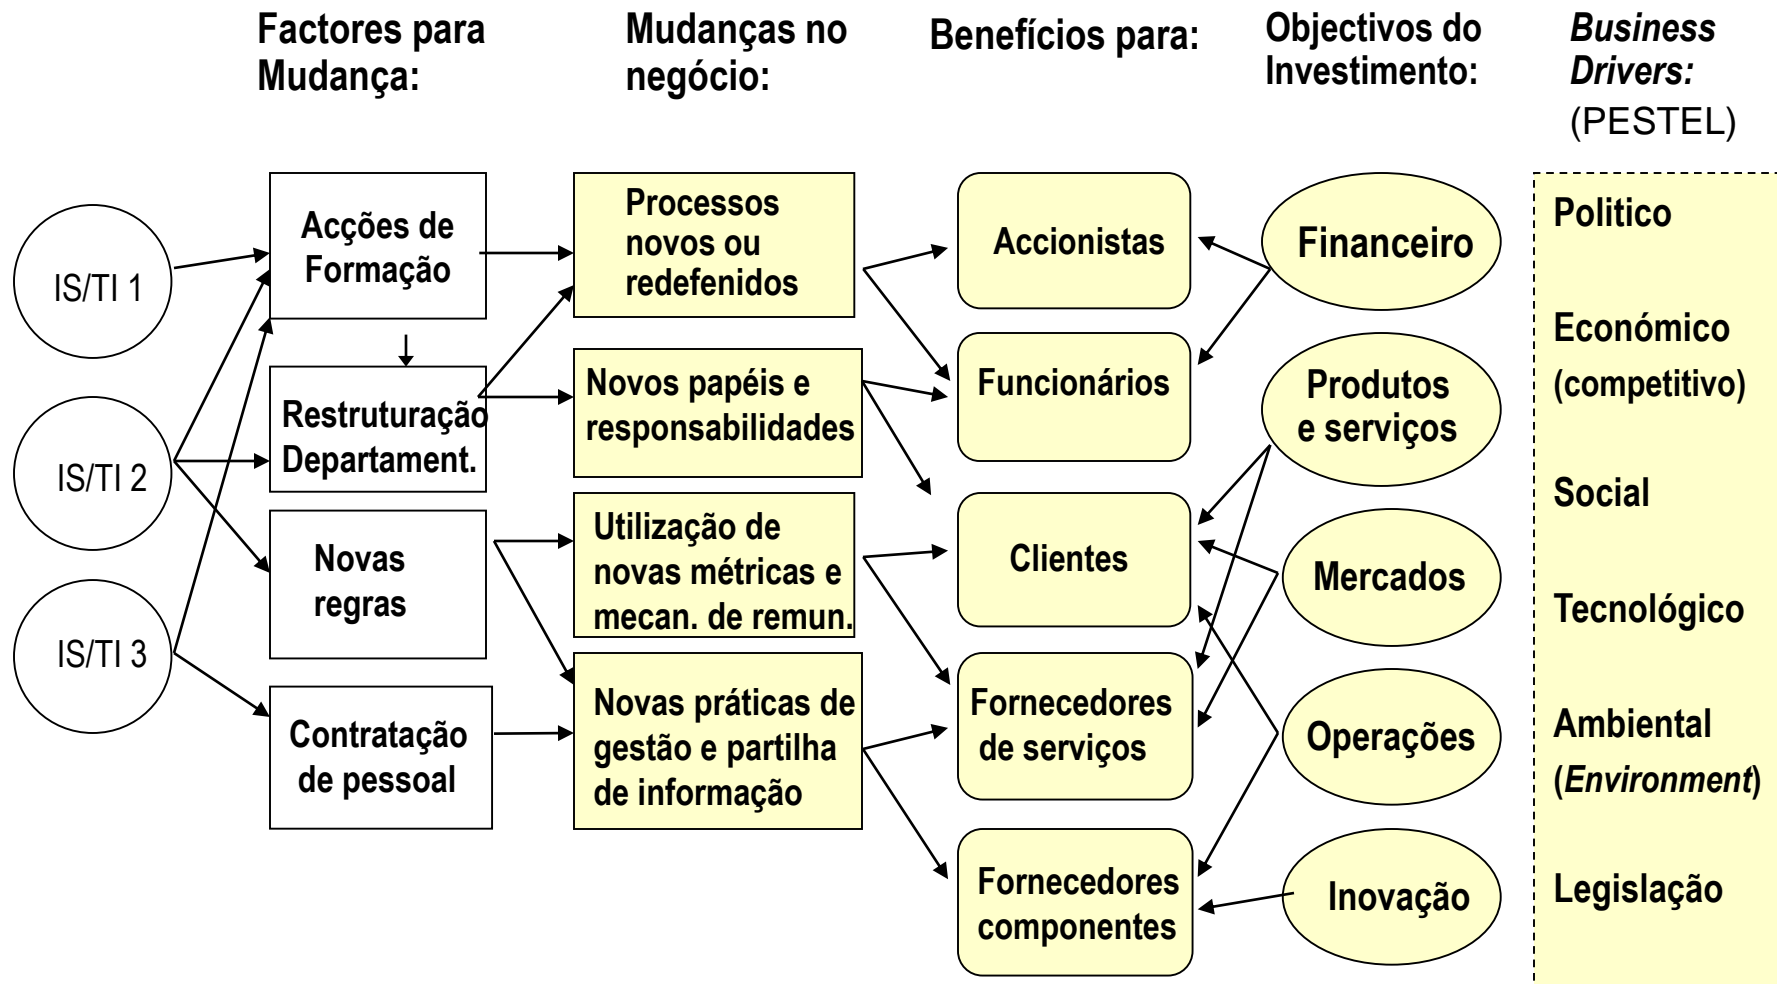 Factores para
Mudança:
Mudanças no
negócio:
Benefícios para:
Objectivos do
Investimento:
Business
Drivers:
(PESTEL)
IS/TI 1
IS/TI 2
IS/TI 3
Acções de
Formação
Restruturação
Departament.
Novas
regras
Contratação
de pessoal
Processos
novos ou
redefenidos
Novos papéis e
responsabilidades
Utilização de
novas métricas e
mecan. de remun.
Novas práticas de
gestão e partilha
de informação
Accionistas
Funcionários
Clientes
Fornecedores
de serviços
Fornecedores
componentes
Financeiro
Produtos
e serviços
Mercados
Operações
Inovação
Politico
Económico
(competitivo)
Social
Tecnológico
Ambiental
(Environment)
Legislação